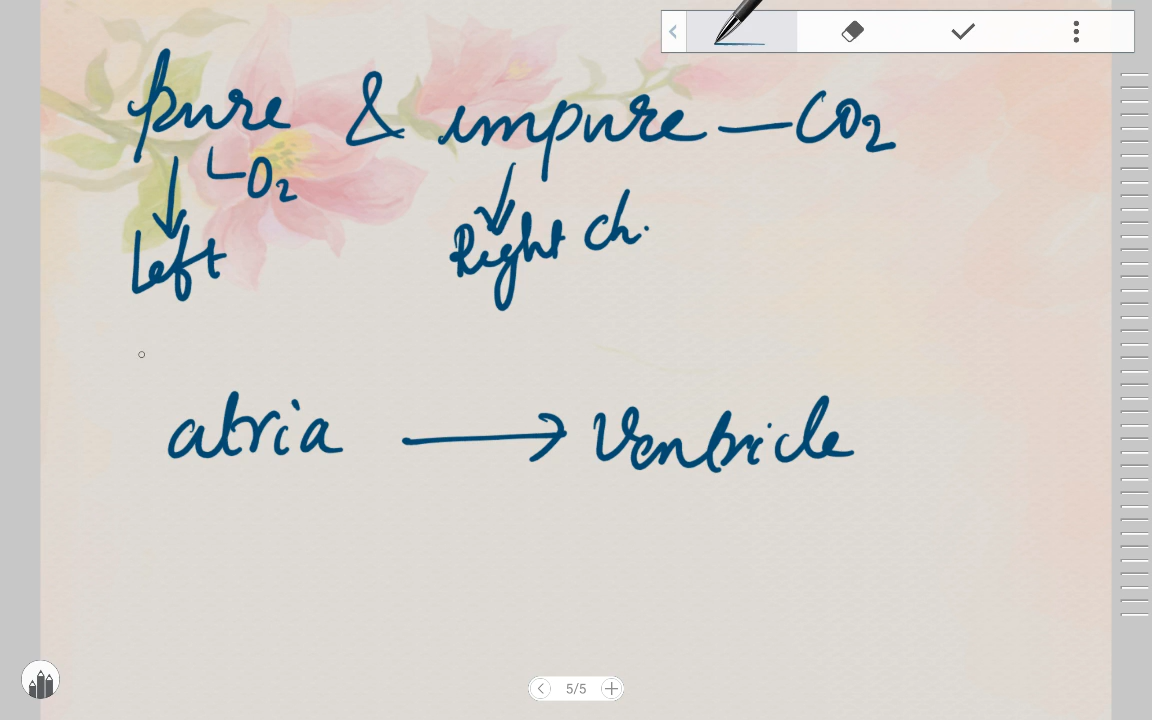 pure & impure — CO2
↳ O2
Left Right ch.
atria → Ventricle
5/5